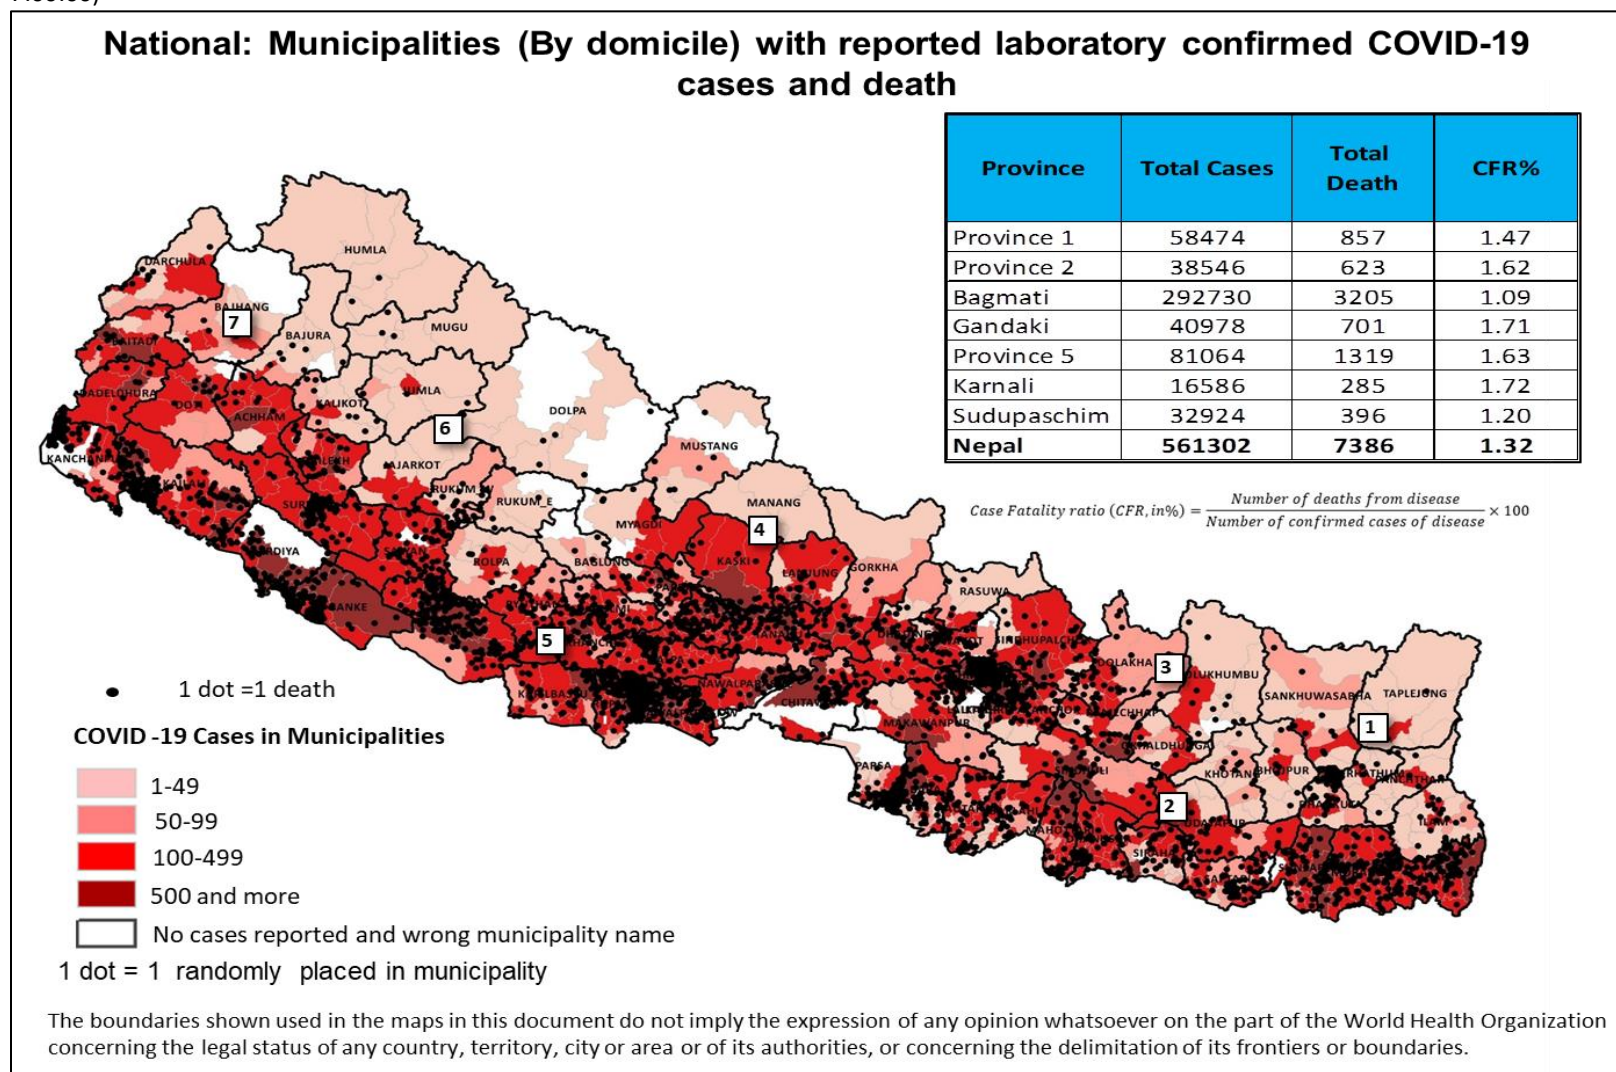 National: Municipalities (By domicile) with reported laboratory confirmed COVID-19
cases and death
Province Total Cases Total Death CFR%
Province 1 58474 857 1.47
Province 2 38546 623 1.62
Bagmati 292730 3205 1.09
Gandaki 40978 701 1.71
Province 5 81064 1319 1.63
Karnali 16586 285 1.72
Sudupaschim 32924 396 1.20
Nepal 561302 7386 1.32
Case Fatality ratio (CFR, in%) = Number of deaths from disease / Number of confirmed cases of disease × 100
HUMLA
DARCHULA
BAJHANG
7
MUGU
BAJURA
BAITADI
JUMLA
KALIKOT
DOLPA
ACHHAM
6
MUSTANG
JAJARKOT
RUKUM_E
MANANG
MYAGDI
4
ROLPA
BAGLUNG
KASKI
LAMJUNG
GORKHA
RASUWA
BANKE
5
SINDHUPALCHOK
DOLAKHA
3
SANKHUWASABHA
TAPLEJUNG
NAWALPARASI
MAKAWANPUR
1
PARSA
KHOTANG
BHOJPUR
PANCHTHAR
2
UDAYAPUR
ILAM
SIRAHA
1 dot =1 death
COVID -19 Cases in Municipalities
1-49
50-99
100-499
500 and more
No cases reported and wrong municipality name
1 dot = 1 randomly placed in municipality
The boundaries shown used in the maps in this document do not imply the expression of any opinion whatsoever on the part of the World Health Organization
concerning the legal status of any country, territory, city or area or of its authorities, or concerning the delimitation of its frontiers or boundaries.